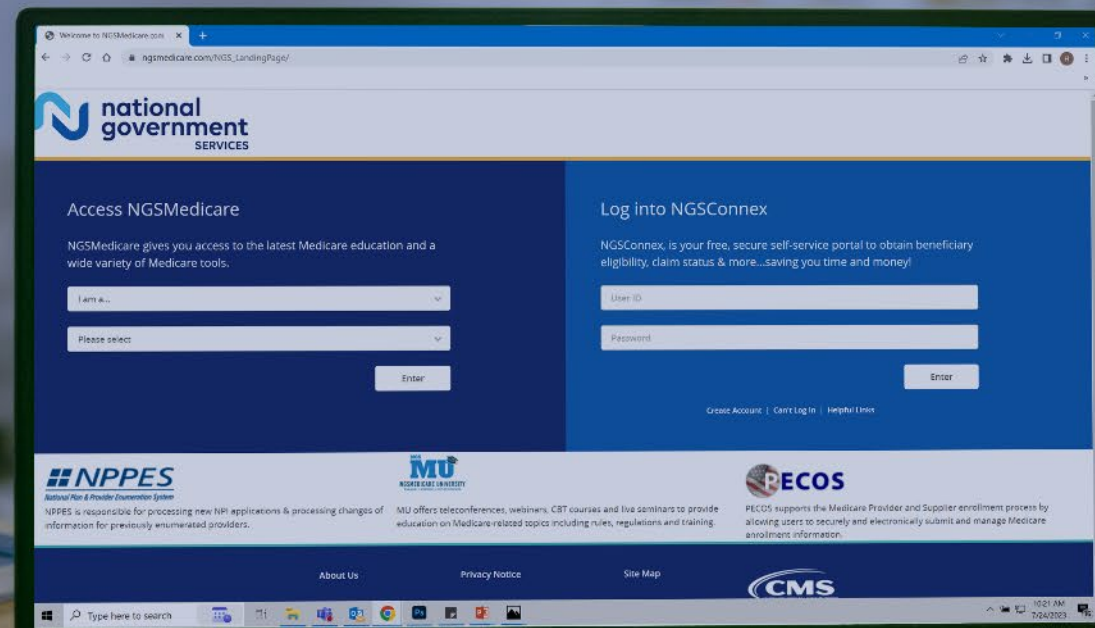 Welcome to NGSMedicare.com
ngsmedicare.com/NGS_LandingPage/
national
government
SERVICES
Access NGSMedicare
NGSMedicare gives you access to the latest Medicare education and a
wide variety of Medicare tools.
I am a...
Please select
Enter
Log into NGSConnex
NGSConnex, is your free, secure self-service portal to obtain beneficiary
eligibility, claim status & more...saving you time and money!
User ID
Password
Enter
Create Account | Can't Log In | Helpful Links
NPPES
National Plan & Provider Enumeration System
NPPES is responsible for processing new NPI applications & processing changes of
information for previously enumerated providers.
MU
NGSMEDICARE UNIVERSITY
MU offers teleconferences, webinars, CBT courses and live seminars to provide
education on Medicare-related topics including rules, regulations and training.
PECOS
PECOS supports the Medicare Provider and Supplier enrollment process by
allowing users to securely and electronically submit and manage Medicare
enrollment information.
About Us
Privacy Notice
Site Map
CMS
Type here to search
Ps
10:21 AM
7/24/2023